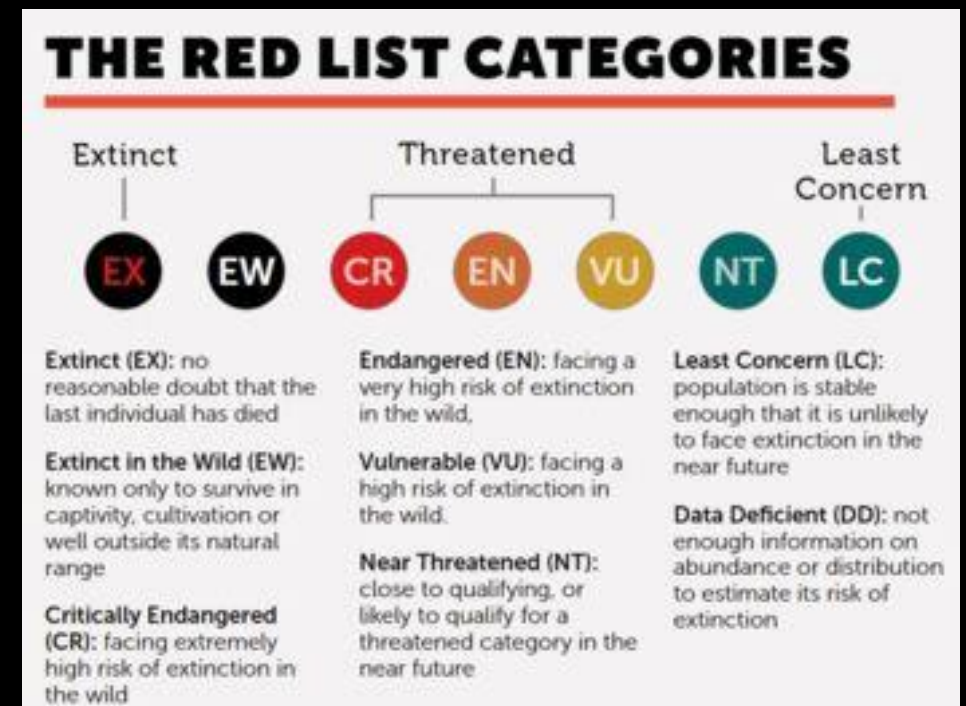 THE RED LIST CATEGORIES
Extinct
Threatened
Least
Concern
EX
EW
CR
EN
VU
NT
LC
Extinct (EX): no
reasonable doubt that the
last individual has died
Extinct in the Wild (EW):
known only to survive in
captivity, cultivation or
well outside its natural
range
Critically Endangered
(CR): facing extremely
high risk of extinction in
the wild
Endangered (EN): facing a
very high risk of extinction
in the wild,
Vulnerable (VU): facing a
high risk of extinction in
the wild.
Near Threatened (NT):
close to qualifying, or
likely to qualify for a
threatened category in the
near future
Least Concern (LC):
population is stable
enough that it is unlikely
to face extinction in the
near future
Data Deficient (DD): not
enough information on
abundance or distribution
to estimate its risk of
extinction